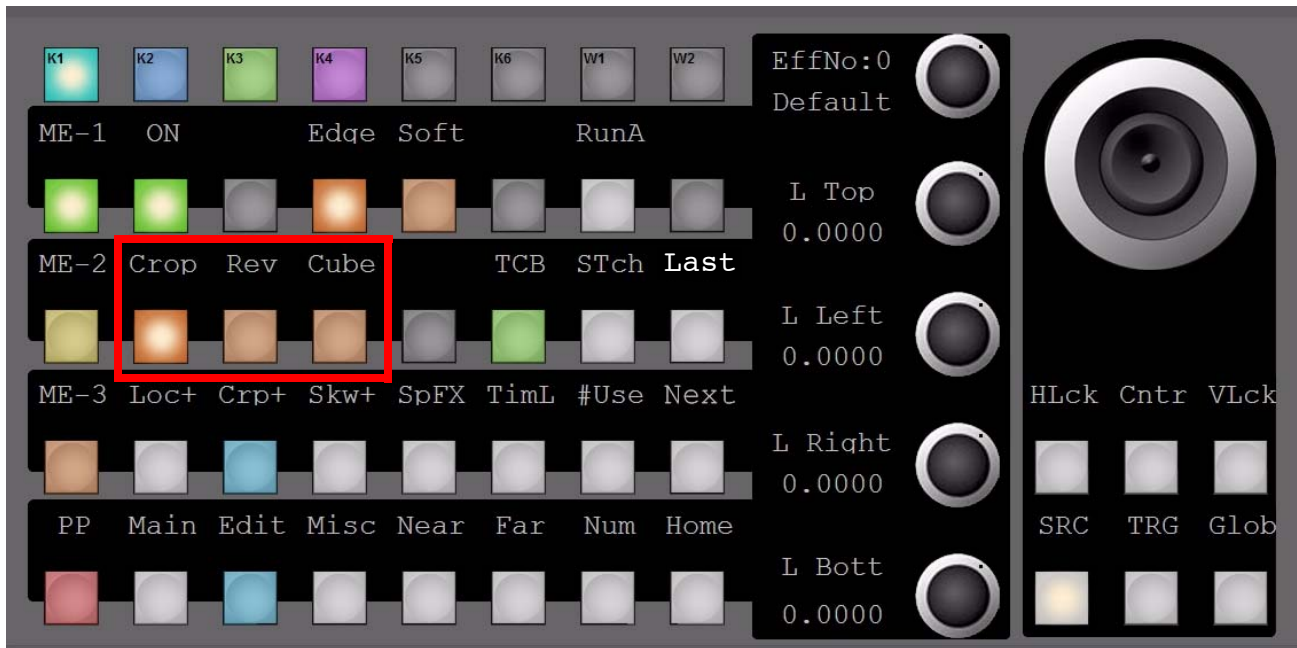 K1 K2 K3 K4 K5 K6 W1 W2
EffNo:0
Default
ME-1 ON Edge Soft RunA
L Top
0.0000
ME-2 Crop Rev Cube TCB STch Last
L Left
0.0000
ME-3 Loc+ Crp+ Skw+ SpFX TimL #Use Next
HLck Cntr VLck
L Right
0.0000
PP Main Edit Misc Near Far Num Home
SRC TRG Glob
L Bott
0.0000